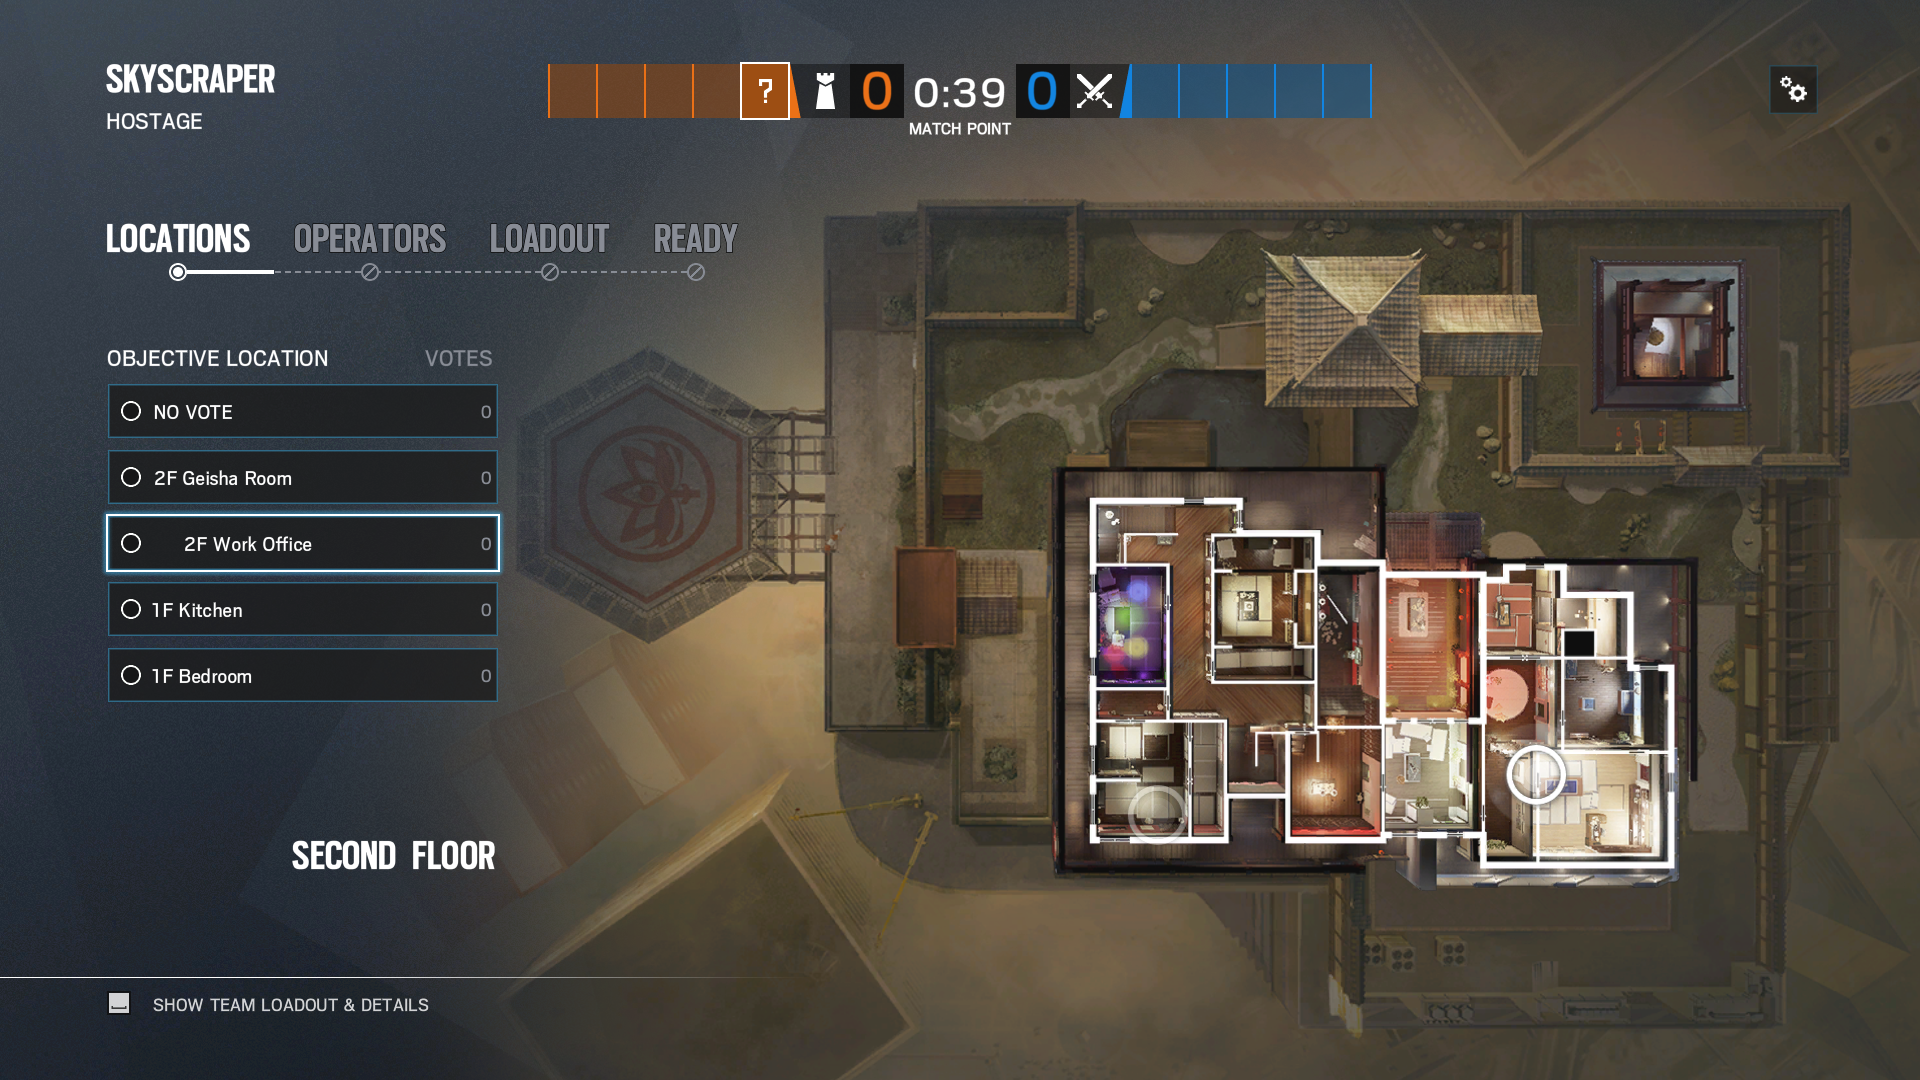 SKYSCRAPER
HOSTAGE
?
0
0:39
0
MATCH POINT
LOCATIONS
OPERATORS
LOADOUT
READY
OBJECTIVE LOCATION
VOTES
NO VOTE
0
2F Geisha Room
0
2F Work Office
0
1F Kitchen
0
1F Bedroom
0
SECOND FLOOR
SHOW TEAM LOADOUT & DETAILS